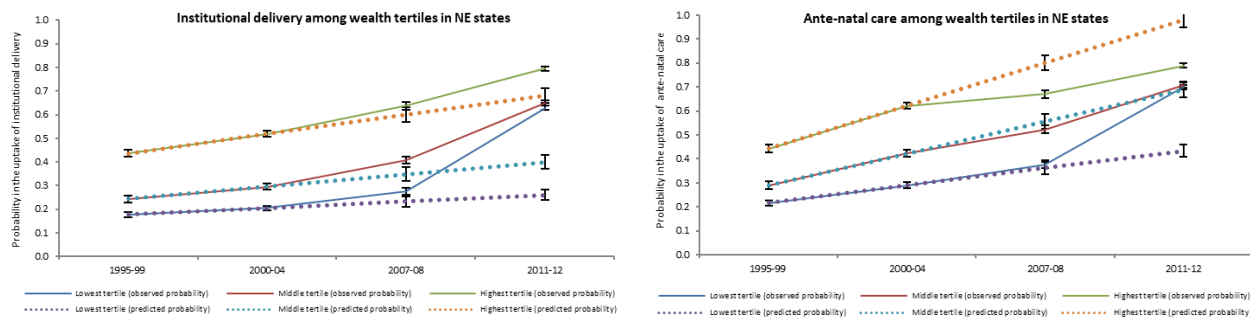 Institutional delivery among wealth tertiles in NE states
Probability in the uptake of institutional delivery
1.0
0.9
0.8
0.7
0.6
0.5
0.4
0.3
0.2
0.1
0.0
1995-99 2000-04 2007-08 2011-12
Lowest tertile (observed probability) Middle tertile (observed probability) Highest tertile (observed probability)
Lowest tertile (predicted probability) Middle tertile (predicted probability) Highest tertile (predicted probability)
Ante-natal care among wealth tertiles in NE states
Probability in the uptake of ante-natal care
1.0
0.9
0.8
0.7
0.6
0.5
0.4
0.3
0.2
0.1
0.0
1995-99 2000-04 2007-08 2011-12
Lowest tertile (observed probability) Middle tertile (observed probability) Highest tertile (observed probability)
Lowest tertile (predicted probability) Middle tertile (predicted probability) Highest tertile (predicted probability)